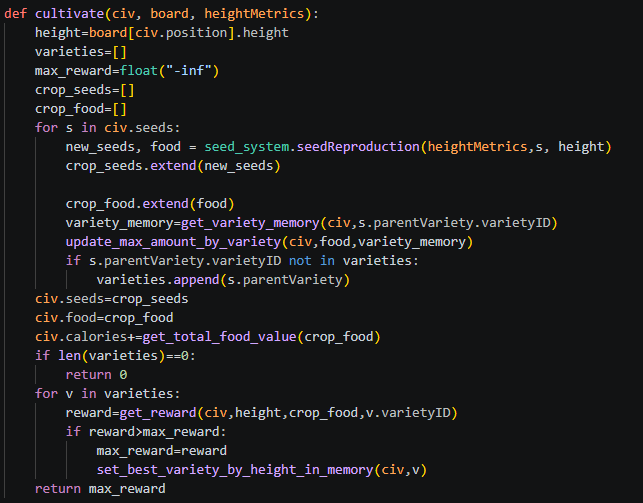 def cultivate(civ, board, heightMetrics):
    height=board[civ.position].height
    varieties=[]
    max_reward=float("-inf")
    crop_seeds=[]
    crop_food=[]
    for s in civ.seeds:
        new_seeds, food = seed_system.seedReproduction(heightMetrics,s, height)
        crop_seeds.extend(new_seeds)

        crop_food.extend(food)
        variety_memory=get_variety_memory(civ,s.parentVariety.varietyID)
        update_max_amount_by_variety(civ,food,variety_memory)
        if s.parentVariety.varietyID not in varieties:
            varieties.append(s.parentVariety)
    civ.seeds=crop_seeds
    civ.food=crop_food
    civ.calories+=get_total_food_value(crop_food)
    if len(varieties)==0:
        return 0
    for v in varieties:
        reward=get_reward(civ,height,crop_food,v.varietyID)
        if reward>max_reward:
            max_reward=reward
            set_best_variety_by_height_in_memory(civ,v)
    return max_reward